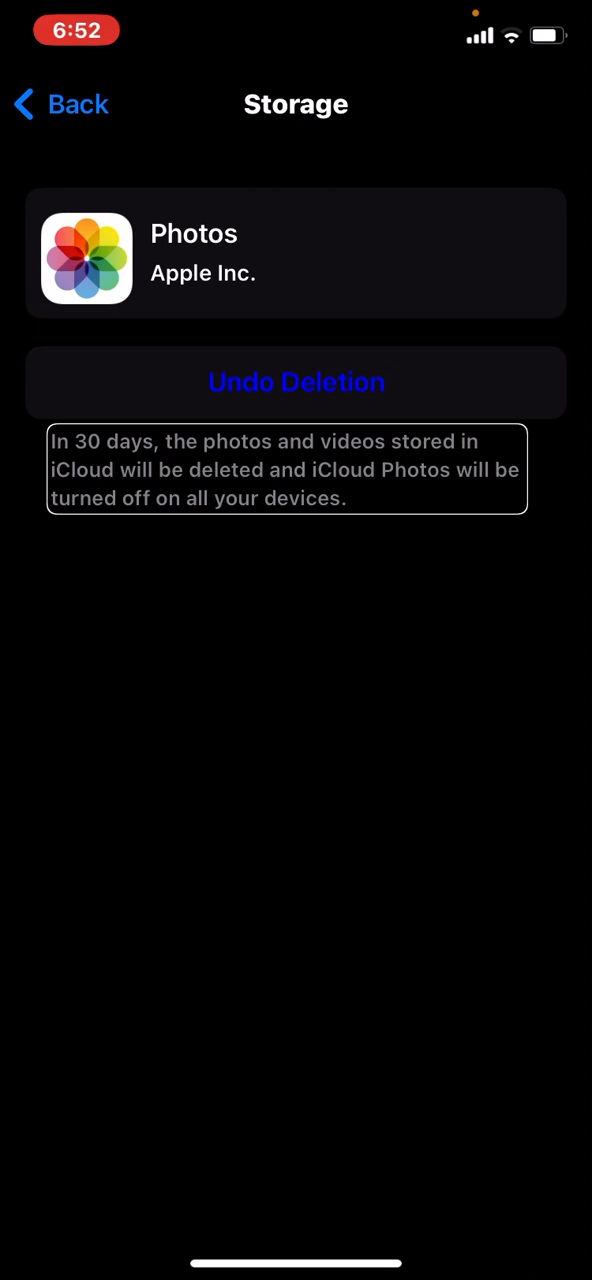 6:52
Back
Storage
Photos
Apple Inc.
Undo Deletion
In 30 days, the photos and videos stored in
iCloud will be deleted and iCloud Photos will be
turned off on all your devices.